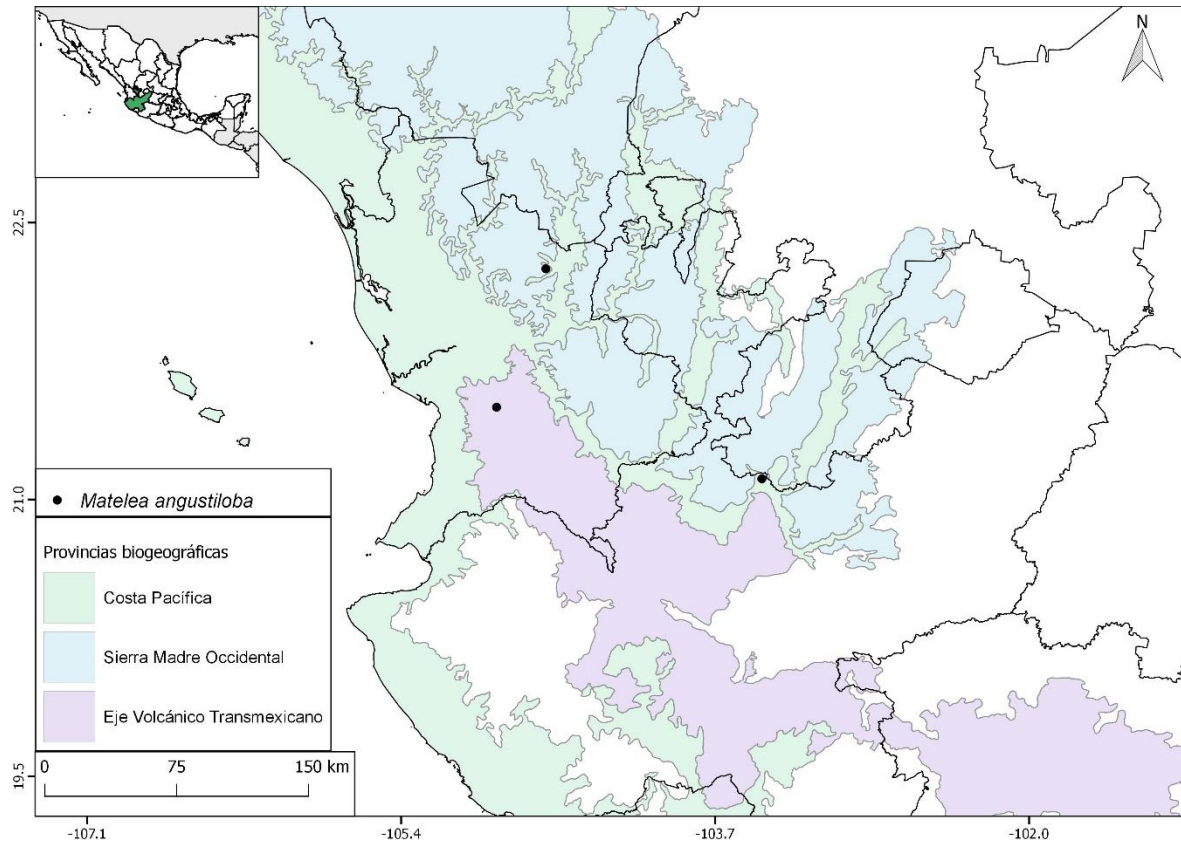 N
22.5
21.0
19.5
Matelea angustiloba
Provincias biogeográficas
Costa Pacífica
Sierra Madre Occidental
Eje Volcánico Transmexicano
0 75 150 km
-107.1 -105.4 -103.7 -102.0